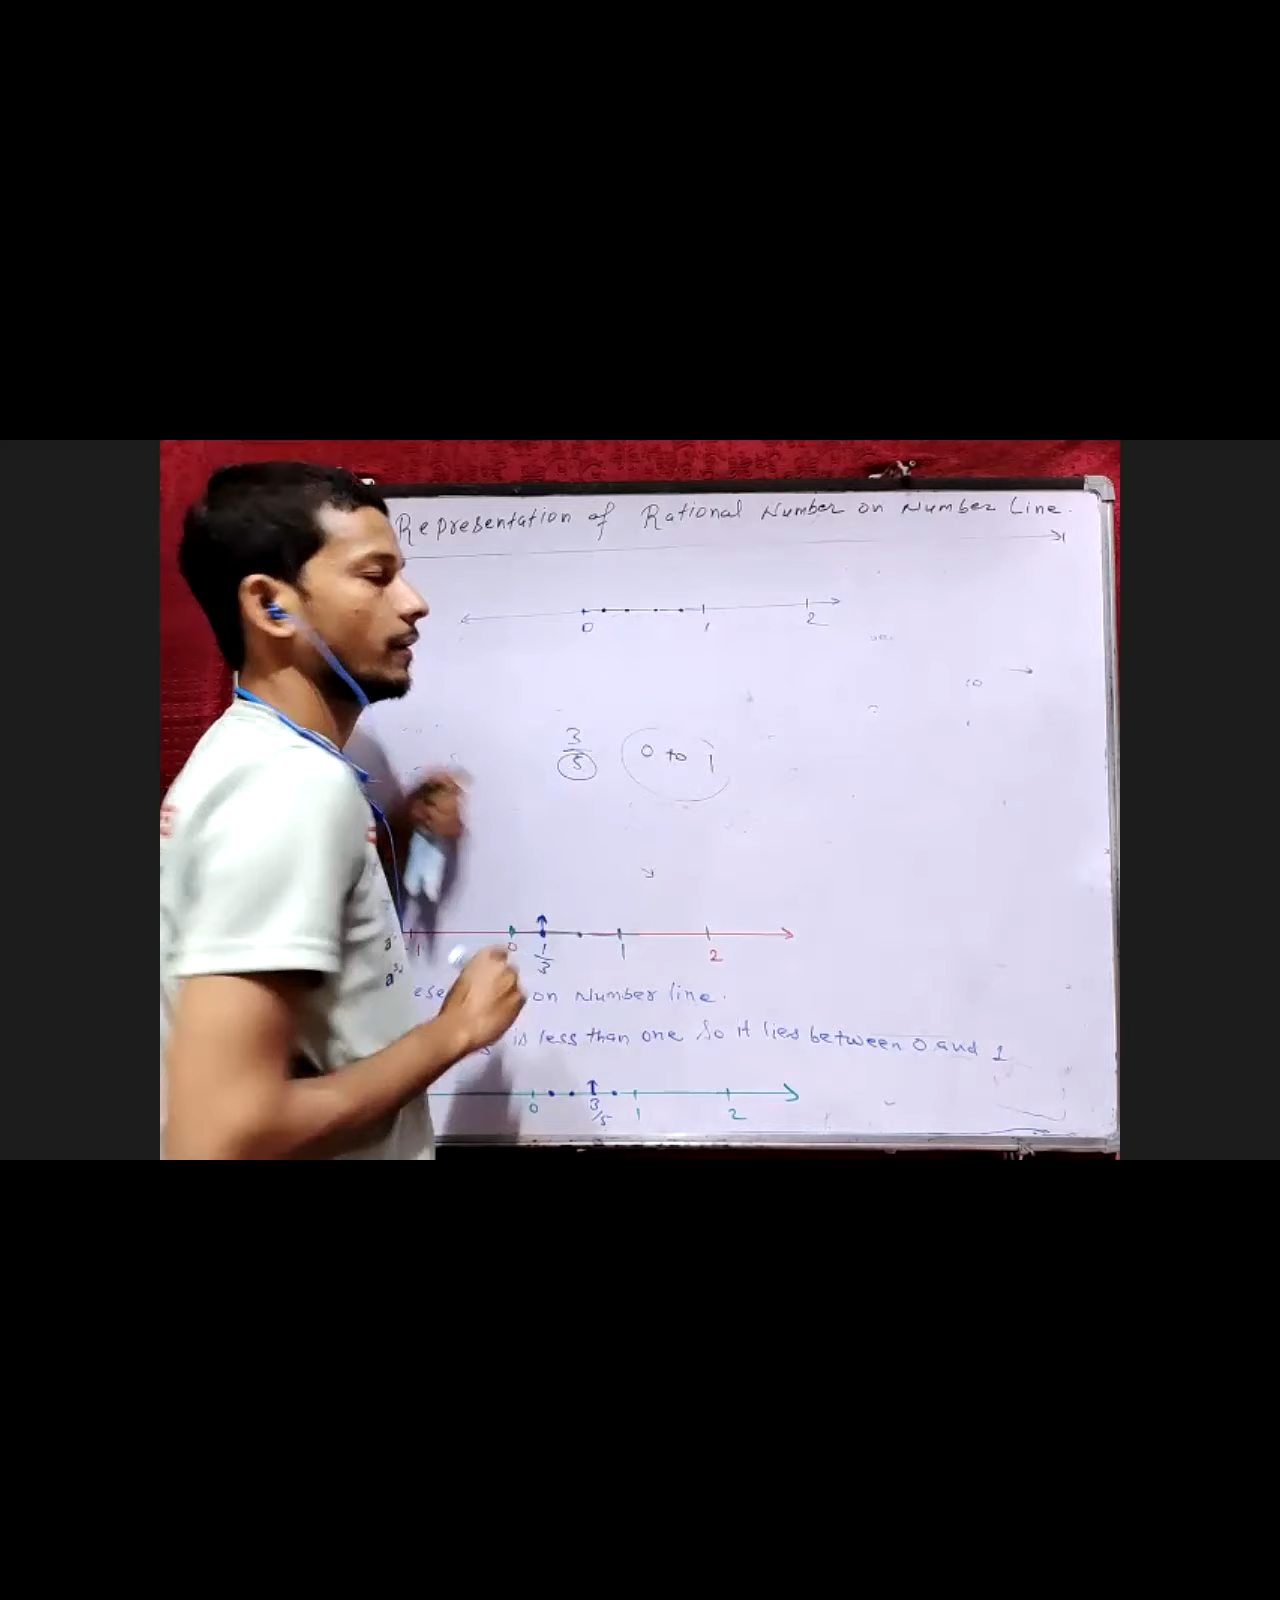 Representation of Rational Number on Number Line.
0 1 2
3/5 0 to 1
-1 0 1/3 1 2
on Number line.
is less than one So it lies between 0 and 1
0 3/5 1 2